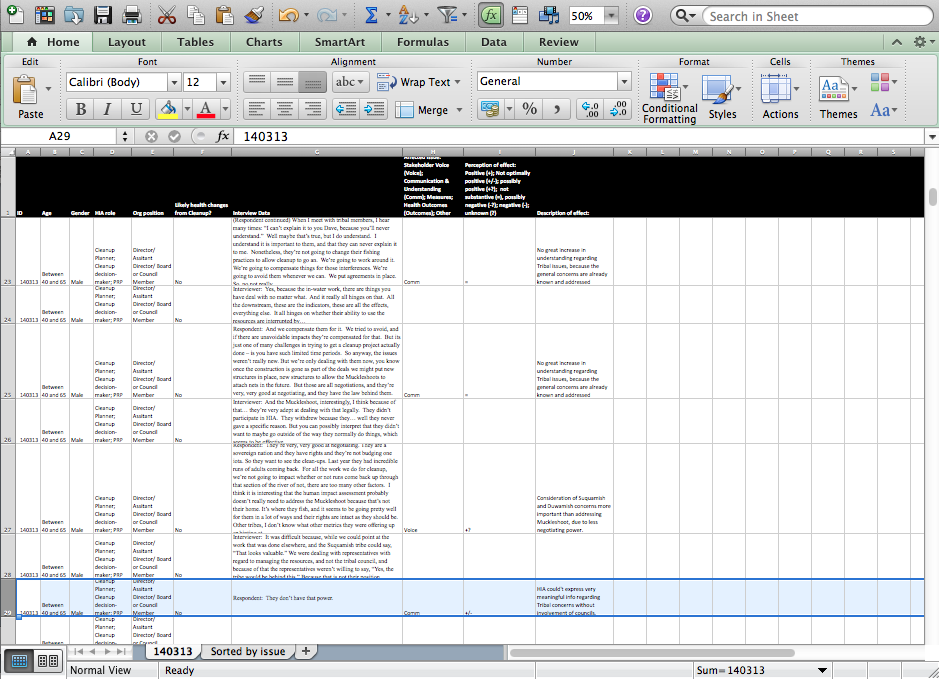 50%
Search in Sheet
Home
Layout
Tables
Charts
SmartArt
Formulas
Data
Review
Edit
Font
Alignment
Number
Format
Cells
Themes
Calibri (Body)
12
abc
Wrap Text
General
Paste
B I U
A
Merge
%
Conditional
Formatting
Styles
Actions
Themes
Aa
A29
fx
140313
A B C D E F G H I J K L M N O P Q R S
1
ID
Age
Gender
HIA role
Org position
Likely health changes
from Cleanup?
Interview Data
Affected Issue:
Stakeholder Voice
(Voice);
Communication &
Understanding
(Comm); Measures;
Health Outcomes
(Outcomes); Other
Perception of effect:
Positive (+); Not optimally
positive (+/-); possibly
positive (+?); not
substantive (=), possibly
negative (-?); negative (-);
unknown (?)
Description of effect:
23
140313
Between
40 and 65
Male
Cleanup
Planner;
Cleanup
decision-
maker; PRP
Director/
Assitant
Director/ Board
or Council
Member
No
(Respondent continued) When I meet with tribal members, I hear
many times: "I can't explain it to you Dave, because you'll never
understand." Well maybe that's true, but I do understand. I
understand it is important to them, and that they can never explain it
to me. Nonetheless, they're not going to change their fishing
practices to allow cleanup to go an. We're going to work around it.
We're going to compensate things for those interferences. We're
going to avoid them whenever we can. We put agreements in place.
So, no not really.
Comm
=
No great increase in
understanding regarding
Tribal issues, because the
general concerns are already
known and addressed
24
140313
Between
40 and 65
Male
Cleanup
Planner;
Cleanup
decision-
maker; PRP
Director/
Assitant
Director/ Board
or Council
Member
No
Interviewer: Yes, because the in-water work, there are things you
have deal with no matter what. And it really all hinges on that. All
the downstream, these are the indicators, these are all the effects,
everything else. It all hinges on whether their ability to use the
resources are interrupted by…
25
140313
Between
40 and 65
Male
Cleanup
Planner;
Cleanup
decision-
maker; PRP
Director/
Assitant
Director/ Board
or Council
Member
No
Respondent: And we compensate them for it. We tried to avoid, and
if there are unavoidable impacts they're compensated for that. But its
just one of many challenges in trying to get a cleanup project actually
done – is you have such limited time periods. So anyway, the issues
weren't really new. But we're only dealing with them now, you know
once the construction is gone as part of the deals we might put new
structures in place, new structures to allow the Muckleshoots to
attach nets in the future. But those are all negotiations, and they're
very, very good at negotiating, and they have the law behind them.
Comm
=
No great increase in
understanding regarding
Tribal issues, because the
general concerns are already
known and addressed
26
140313
Between
40 and 65
Male
Cleanup
Planner;
Cleanup
decision-
maker; PRP
Director/
Assitant
Director/ Board
or Council
Member
No
Interviewer: And the Muckleshoot, interestingly, I think because of
that… they're very adept at dealing with that legally. They didn't
participate in HIA. They withdrew because they… well they never
gave a specific reason. But you can possibly interpret that they didn't
want to maybe go outside of the way they normally do things, which
seems to be effective.
27
140313
Between
40 and 65
Male
Cleanup
Planner;
Cleanup
decision-
maker; PRP
Director/
Assitant
Director/ Board
or Council
Member
No
Respondent: They're very, very good at negotiating. They are a
sovereign nation and they have rights and they're not budging one
iota. So they want to see the clean-ups. Last year they had incredible
runs of adults coming back. For all the work we do for cleanup,
we're not going to impact whether or not runs come back up through
that section of the river of not, there are too many other factors. I
think it is interesting that the human impact assessment probably
doesn't really need to address the Muckleshoot because that's not
their home. It's where they fish, and it seems to be going pretty well
for them in a lot of ways and their rights are intact as they should be.
Other tribes, I don't know what other metrics they were offering up
Voice
+?
Consideration of Suquamish
and Duwamish concerns more
important than addressing
Muckleshoot, due to less
negotiating power.
28
140313
Between
40 and 65
Male
Cleanup
Planner;
Cleanup
decision-
maker; PRP
Director/
Assitant
Director/ Board
or Council
Member
No
Interviewer: It was difficult because, while we could point at the
work that was done elsewhere, and the Suquamish tribe could say,
"That looks valuable." We were dealing with representatives with
regard to managing the resources, and not the tribal council, and
because of that the representatives weren't willing to say, "Yes, the
tribe would be behind this." Because that is not their position.
29
140313
Between
40 and 65
Male
Cleanup
Planner;
Cleanup
decision-
maker; PRP
Director/
Assitant
Director/ Board
or Council
Member
No
Respondent: They don't have that power.
Comm
+/-
HIA could't express very
meaningful info regarding
Tribal concerns without
involvement of councils.
Between
Cleanup
Planner;
Cleanup
decision-
Director/
Assitant
Director/ Board
or Council
140313
Sorted by issue
Normal View
Ready
Sum=140313